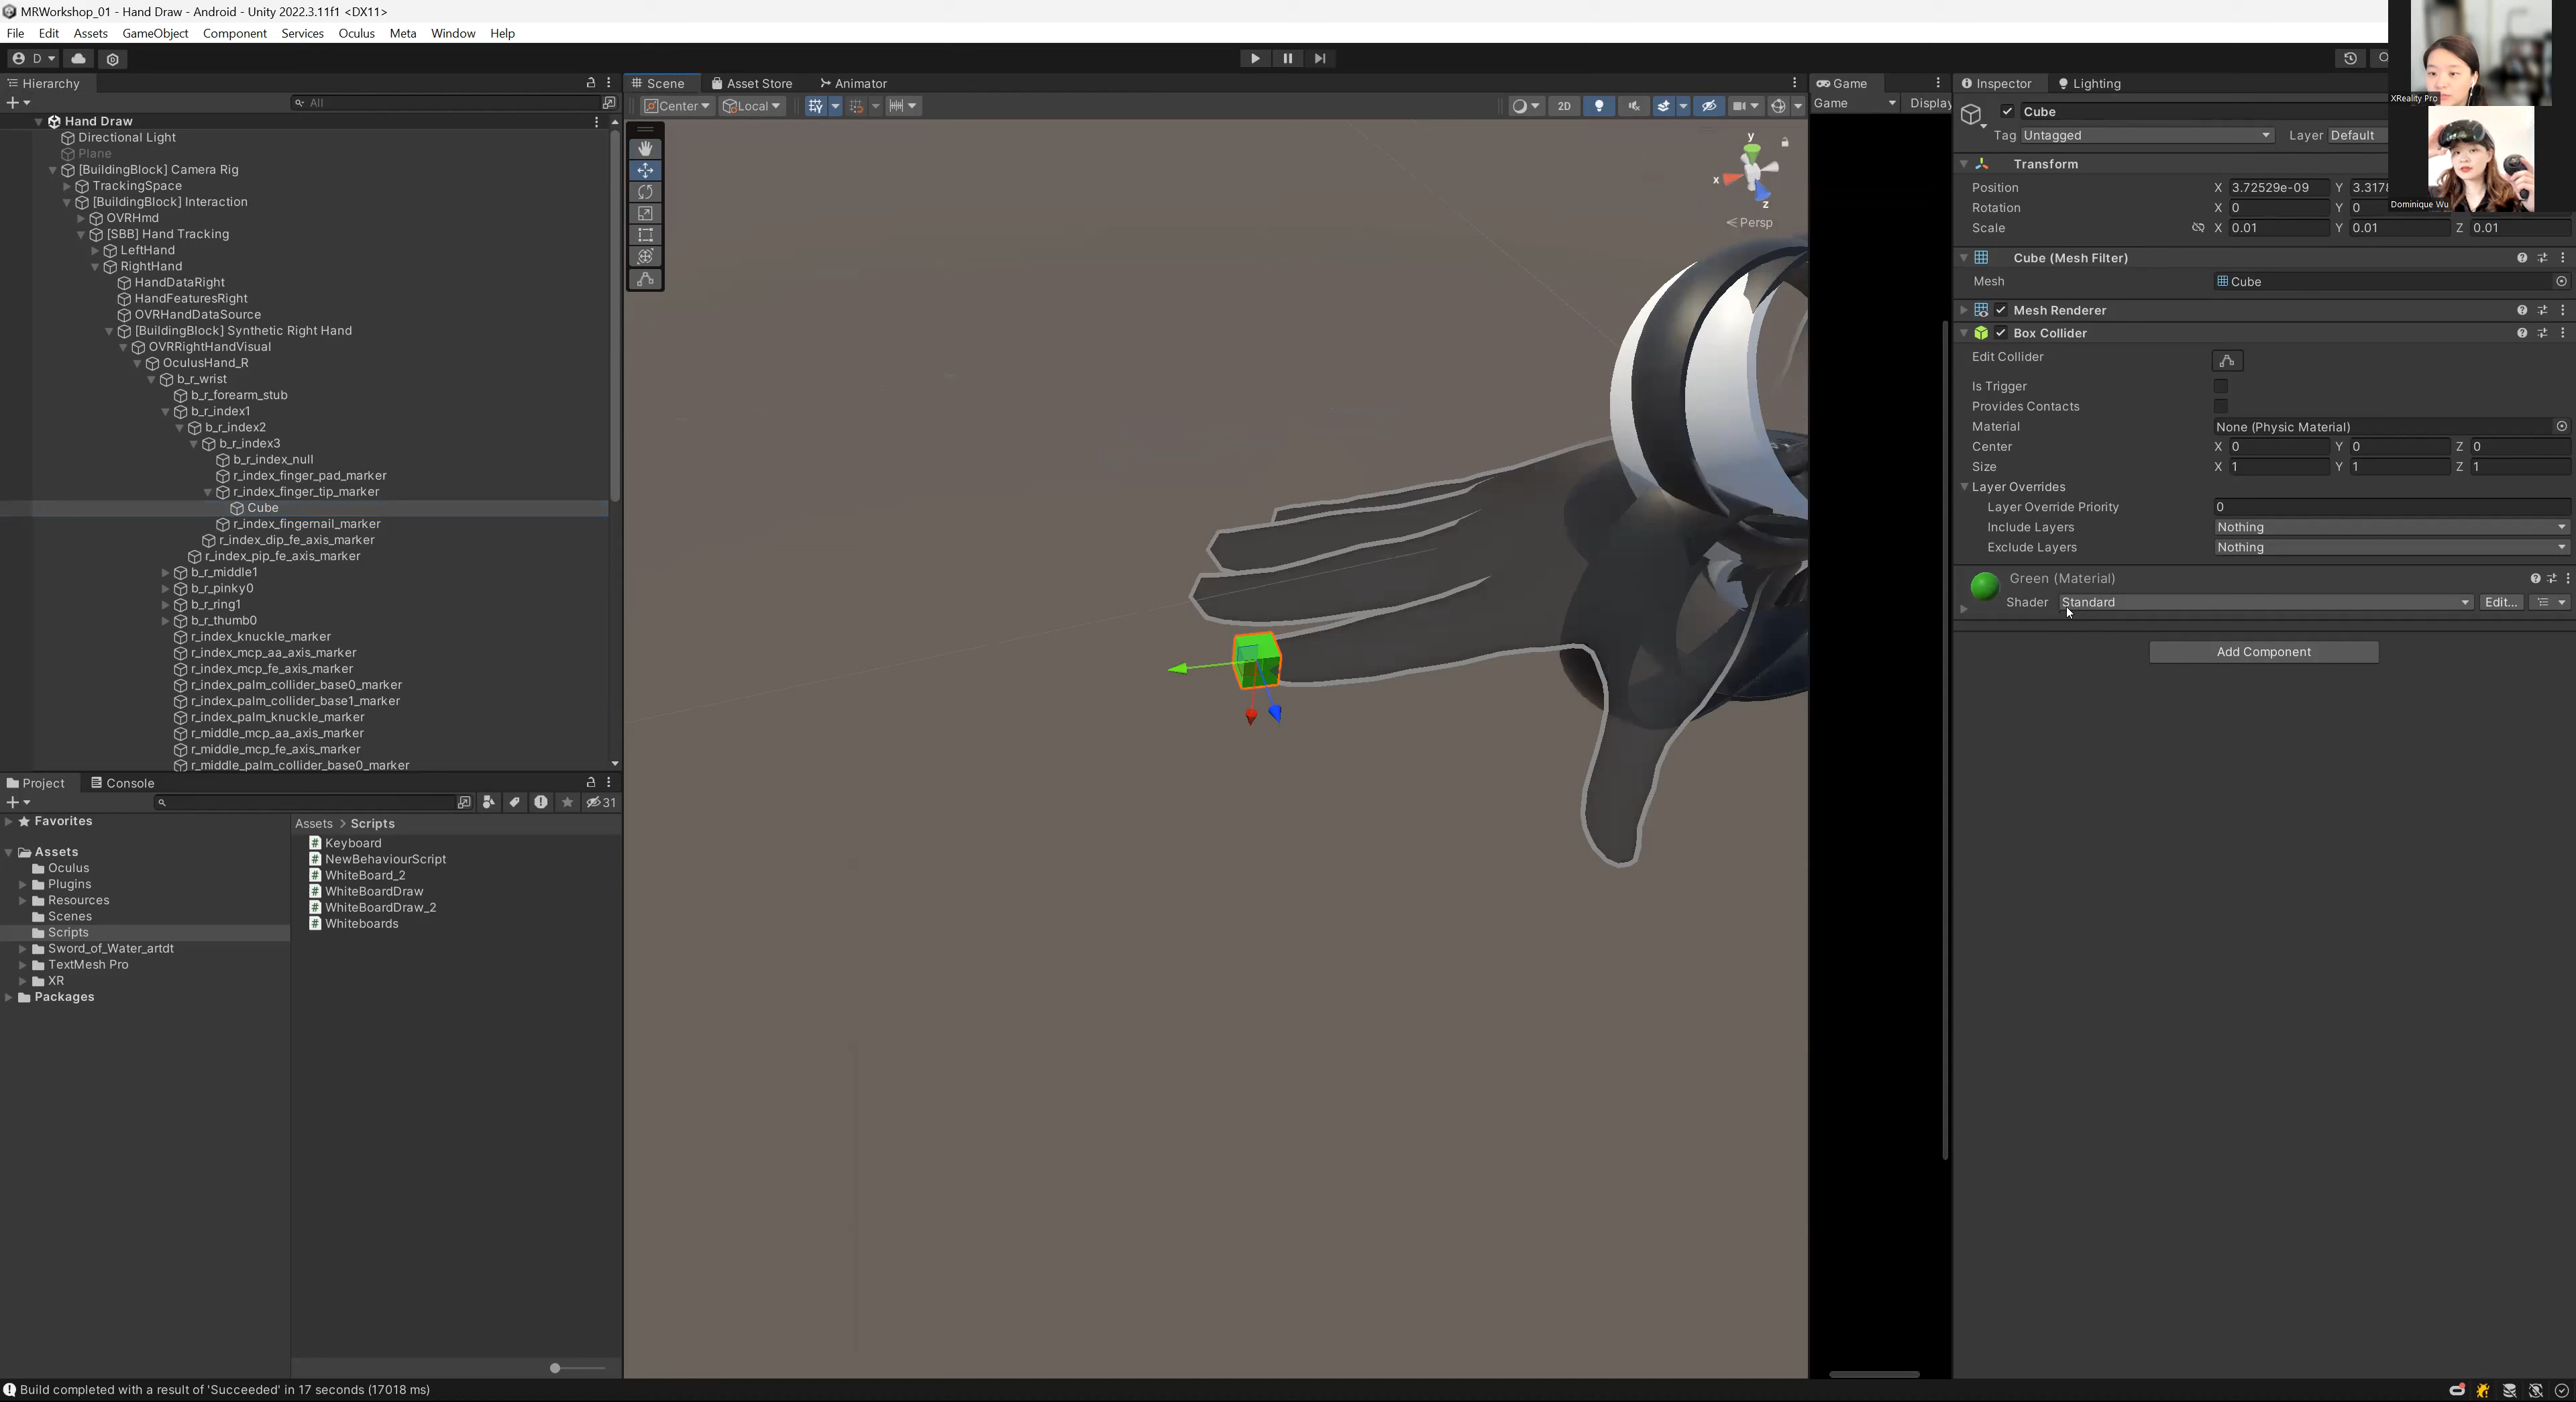 MRWorkshop_01 - Hand Draw - Android - Unity 2022.3.11f1 <DX11>
File Edit Assets GameObject Component Services Oculus Meta Window Help
D
Hierarchy
All
Hand Draw
Directional Light
Plane
[BuildingBlock] Camera Rig
TrackingSpace
[BuildingBlock] Interaction
OVRHmd
[SBB] Hand Tracking
LeftHand
RightHand
HandDataRight
HandFeaturesRight
OVRHandDataSource
[BuildingBlock] Synthetic Right Hand
OVRRightHandVisual
OculusHand_R
b_r_wrist
b_r_forearm_stub
b_r_index1
b_r_index2
b_r_index3
b_r_index_null
r_index_finger_pad_marker
r_index_finger_tip_marker
Cube
r_index_fingernail_marker
r_index_dip_fe_axis_marker
r_index_pip_fe_axis_marker
b_r_middle1
b_r_pinky0
b_r_ring1
b_r_thumb0
r_index_knuckle_marker
r_index_mcp_aa_axis_marker
r_index_mcp_fe_axis_marker
r_index_palm_collider_base0_marker
r_index_palm_collider_base1_marker
r_index_palm_knuckle_marker
r_middle_mcp_aa_axis_marker
r_middle_mcp_fe_axis_marker
r_middle_palm_collider_base0_marker
Project Console
31
Favorites
Assets
Oculus
Plugins
Resources
Scenes
Scripts
Sword_of_Water_artdt
TextMesh Pro
XR
Packages
Assets > Scripts
Keyboard
NewBehaviourScript
WhiteBoard_2
WhiteBoardDraw
WhiteBoardDraw_2
Whiteboards
Scene Asset Store Animator
Center Local 2D
y
x
z
< Persp
Game
Game Display
Inspector Lighting
Cube
Tag Untagged Layer Default
Transform
Position X 3.72529e-09 Y 3.3178
Rotation X 0 Y 0
Scale X 0.01 Y 0.01 Z 0.01
Cube (Mesh Filter)
Mesh Cube
Mesh Renderer
Box Collider
Edit Collider
Is Trigger
Provides Contacts
Material None (Physic Material)
Center X 0 Y 0 Z 0
Size X 1 Y 1 Z 1
Layer Overrides
Layer Override Priority 0
Include Layers Nothing
Exclude Layers Nothing
Green (Material)
Shader Standard Edit...
Add Component
XReality Pro
Dominique Wu
Build completed with a result of 'Succeeded' in 17 seconds (17018 ms)